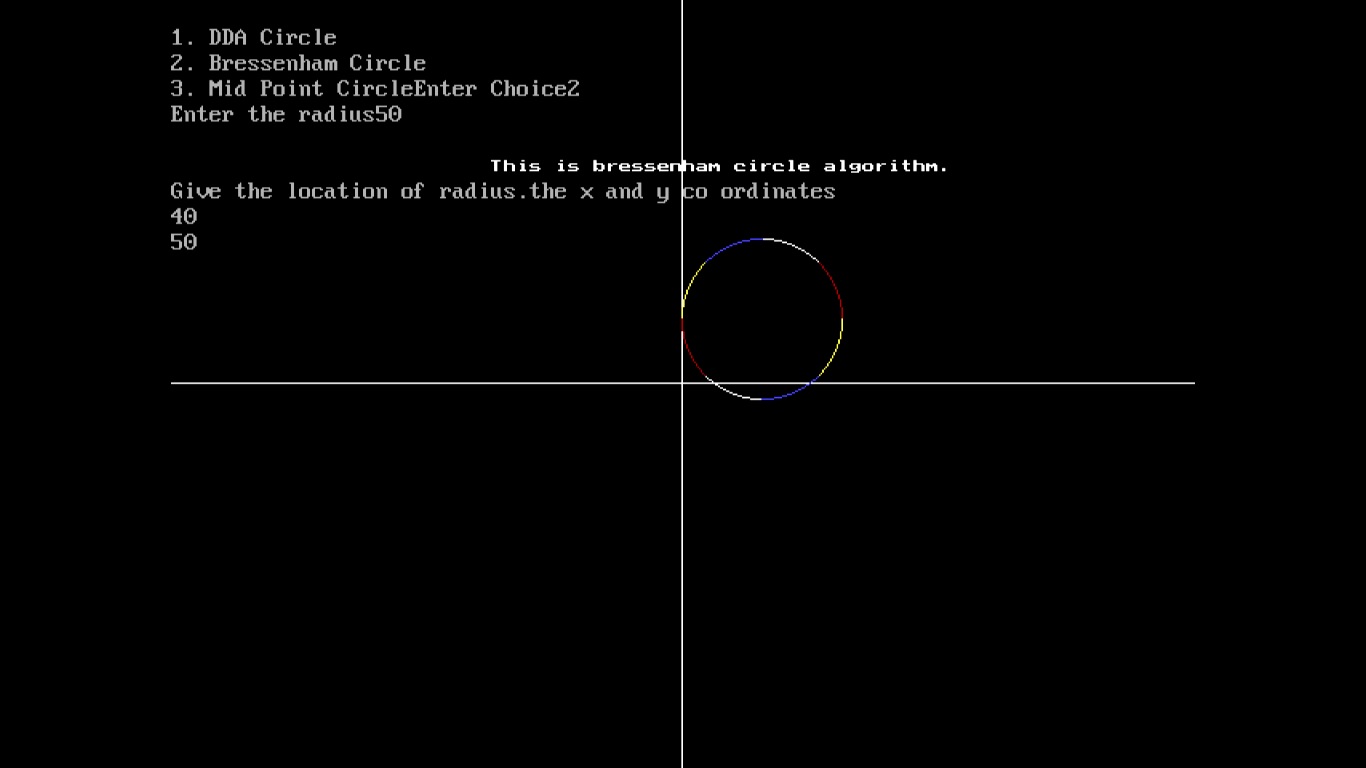 1. DDA Circle
2. Bressenham Circle
3. Mid Point CircleEnter Choice2
Enter the radius50
This is bressenham circle algorithm.
Give the location of radius.the x and y co ordinates
40
50